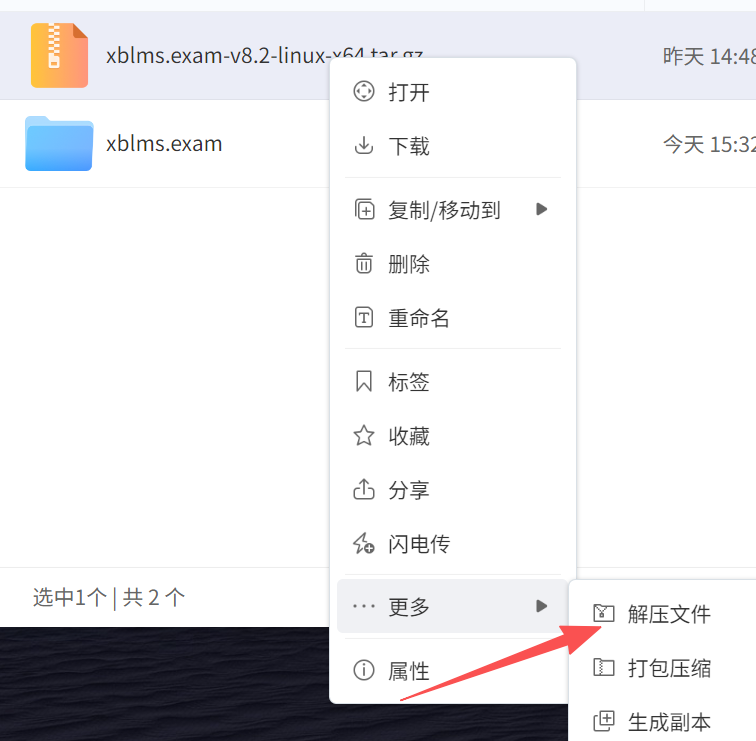 xblms.exam-v8.2-linux-x64.tar.gz
昨天 14:48
打开
下载
xblms.exam
今天 15:32
复制/移动到
删除
重命名
标签
收藏
分享
闪电传
选中1个 | 共 2 个
更多
解压文件
属性
打包压缩
生成副本